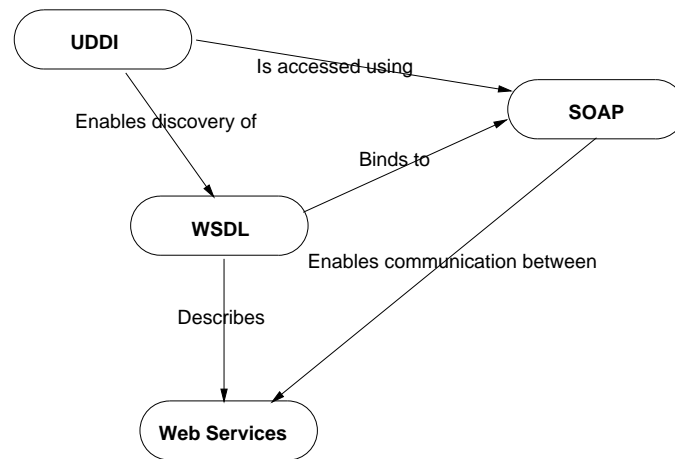 UDDI
Is accessed using
Enables discovery of
SOAP
Binds to
WSDL
Enables communication between
Describes
Web Services